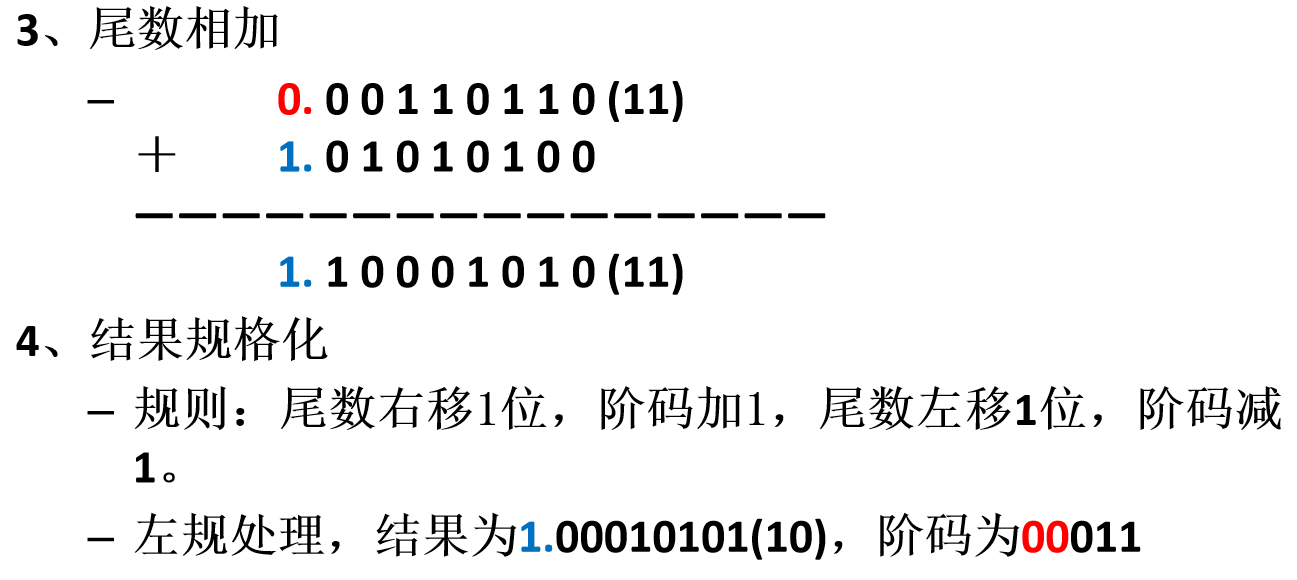 3、尾数相加
– 0. 0 0 1 1 0 1 1 0 (11)
＋ 1. 0 1 0 1 0 1 0 0
— — — — — — — — — — — — — — — —
1. 1 0 0 0 1 0 1 0 (11)
4、结果规格化
– 规则：尾数右移1位，阶码加1，尾数左移1位，阶码减
1。
– 左规处理，结果为1.00010101(10)，阶码为00011